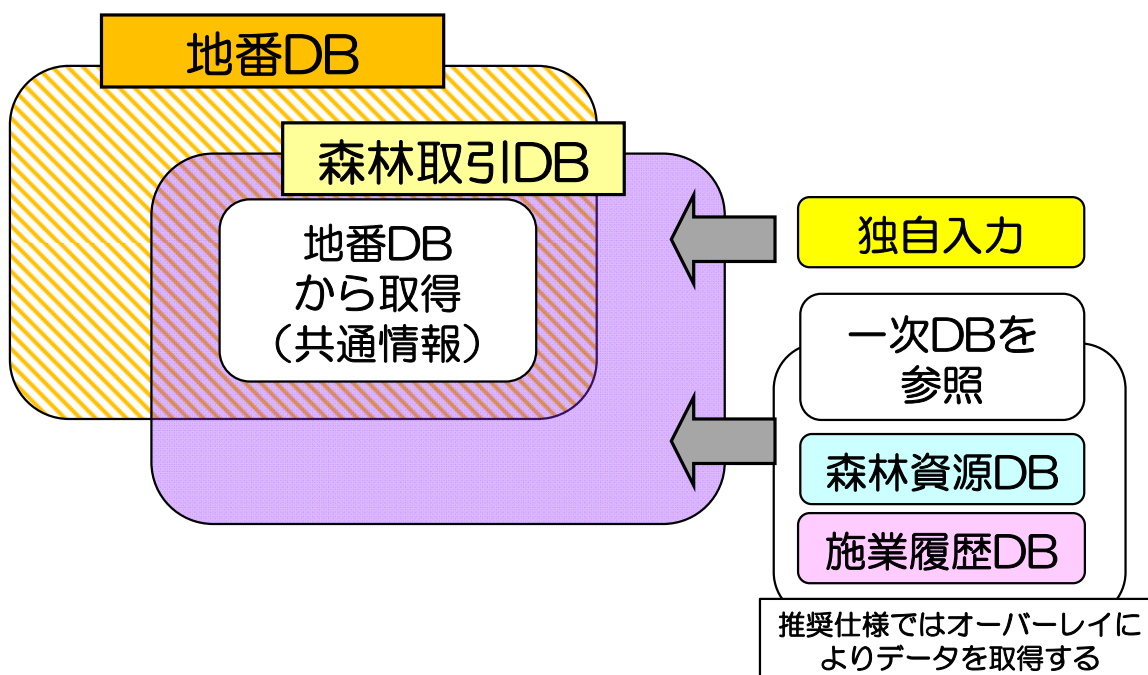 地番DB
森林取引DB
地番DB
から取得
（共通情報）
独自入力
一次DBを
参照
森林資源DB
施業履歴DB
推奨仕様ではオーバーレイに
よりデータを取得する